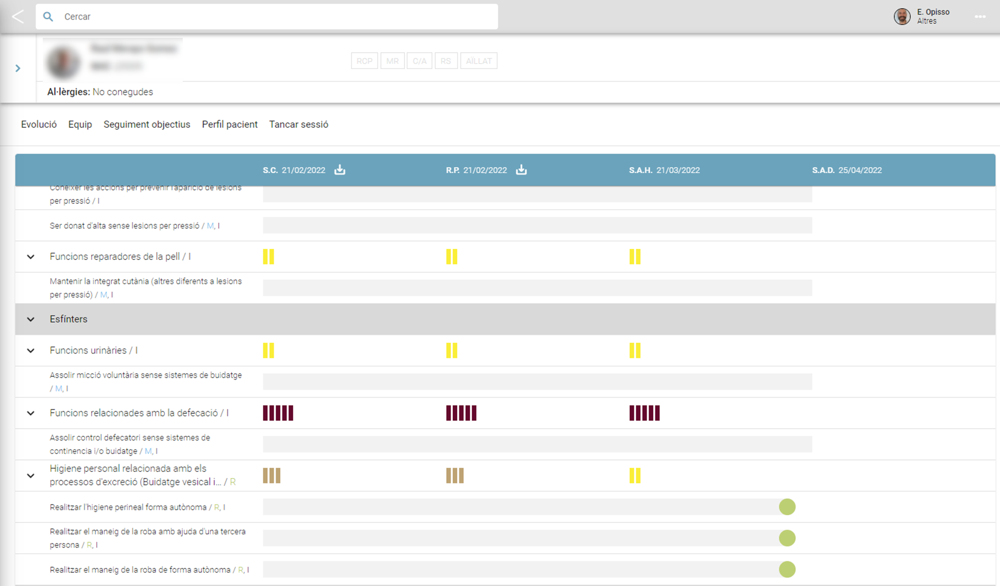 Cercar
E. Opisso
Altres
RCP MR C/A RS AÏLLAT
Al·lèrgies: No conegudes
Evolució Equip Seguiment objectius Perfil pacient Tancar sessió
S.C. 21/02/2022 R.P. 21/02/2022 S.A.H. 21/03/2022 S.A.D. 25/04/2022
Conèixer les accions per prevenir l'aparició de lesions
per pressió / I
Ser donat d'alta sense lesions per pressió / M, I
Funcions reparadores de la pell / I
Mantenir la integrat cutània (altres diferents a lesions
per pressió) / M, I
Esfínters
Funcions urinàries / I
Assolir micció voluntària sense sistemes de buidatge
/ M, I
Funcions relacionades amb la defecació / I
Assolir control defecatori sense sistemes de
continencia i/o buidatge / M, I
Higiene personal relacionada amb els
processos d'excreció (Buidatge vesical i... / R
Realitzar l'higiene perineal forma autònoma / R, I
Realitzar el maneig de la roba amb ajuda d'una tercera
persona / R, I
Realitzar el maneig de la roba de forma autònoma / R, I